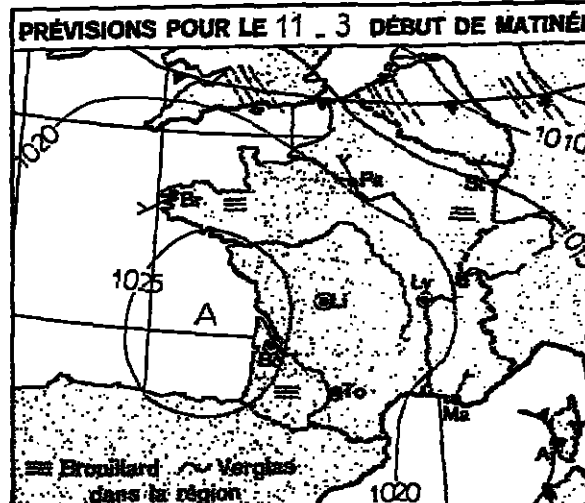 PRÉVISIONS POUR LE 11 - 3 DÉBUT DE MATINÉE
1020
1010
Pa
St
Br
1025
A
Li
Ly
Bo
To
Ma
Brouillard
Verglas
dans la région
1020